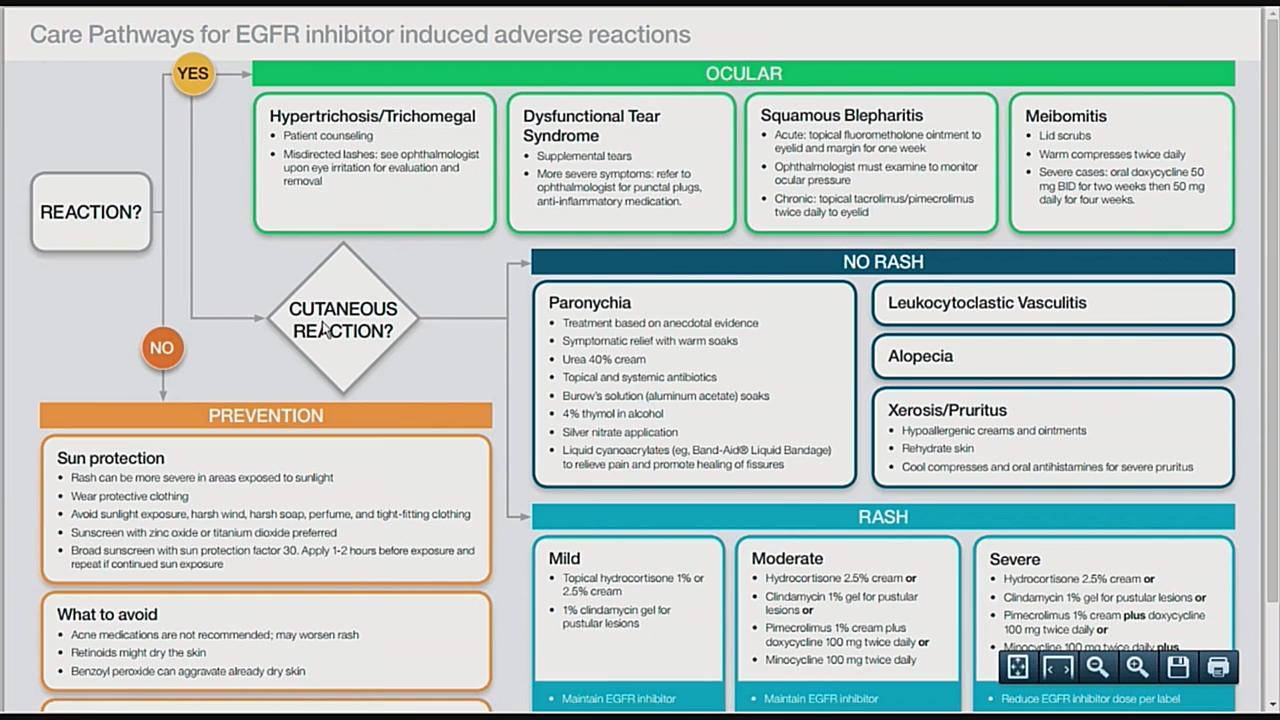 Care Pathways for EGFR inhibitor induced adverse reactions
YES
OCULAR
Hypertrichosis/Trichomegal
• Patient counseling
• Misdirected lashes: see ophthalmologist
upon eye irritation for evaluation and
removal
Dysfunctional Tear
Syndrome
• Supplemental tears
• More severe symptoms: refer to
ophthalmologist for punctal plugs,
anti-inflammatory medication.
Squamous Blepharitis
• Acute: topical fluorometholone ointment to
eyelid and margin for one week
• Ophthalmologist must examine to monitor
ocular pressure
• Chronic: topical tacrolimus/pimecrolimus
twice daily to eyelid
Meibomitis
• Lid scrubs
• Warm compresses twice daily
• Severe cases: oral doxycycline 50
mg BID for two weeks then 50 mg
daily for four weeks.
REACTION?
CUTANEOUS
REACTION?
NO
NO RASH
Paronychia
• Treatment based on anecdotal evidence
• Symptomatic relief with warm soaks
• Urea 40% cream
• Topical and systemic antibiotics
• Burow's solution (aluminum acetate) soaks
• 4% thymol in alcohol
• Silver nitrate application
• Liquid cyanoacrylates (eg, Band-Aid® Liquid Bandage)
to relieve pain and promote healing of fissures
Leukocytoclastic Vasculitis
Alopecia
Xerosis/Pruritus
• Hypoallergenic creams and ointments
• Rehydrate skin
• Cool compresses and oral antihistamines for severe pruritus
PREVENTION
Sun protection
• Rash can be more severe in areas exposed to sunlight
• Wear protective clothing
• Avoid sunlight exposure, harsh wind, harsh soap, perfume, and tight-fitting clothing
• Sunscreen with zinc oxide or titanium dioxide preferred
• Broad sunscreen with sun protection factor 30. Apply 1-2 hours before exposure and
repeat if continued sun exposure
What to avoid
• Acne medications are not recommended; may worsen rash
• Retinoids might dry the skin
• Benzoyl peroxide can aggravate already dry skin
RASH
Mild
• Topical hydrocortisone 1% or
2.5% cream
• 1% clindamycin gel for
pustular lesions
• Maintain EGFR inhibitor
Moderate
• Hydrocortisone 2.5% cream or
• Clindamycin 1% gel for pustular
lesions or
• Pimecrolimus 1% cream plus
doxycycline 100 mg twice daily or
• Minocycline 100 mg twice daily
• Maintain EGFR inhibitor
Severe
• Hydrocortisone 2.5% cream or
• Clindamycin 1% gel for pustular lesions or
• Pimecrolimus 1% cream plus doxycycline
100 mg twice daily or
• Minocycline 100 mg twice daily plus
• Reduce EGFR inhibitor dose per label